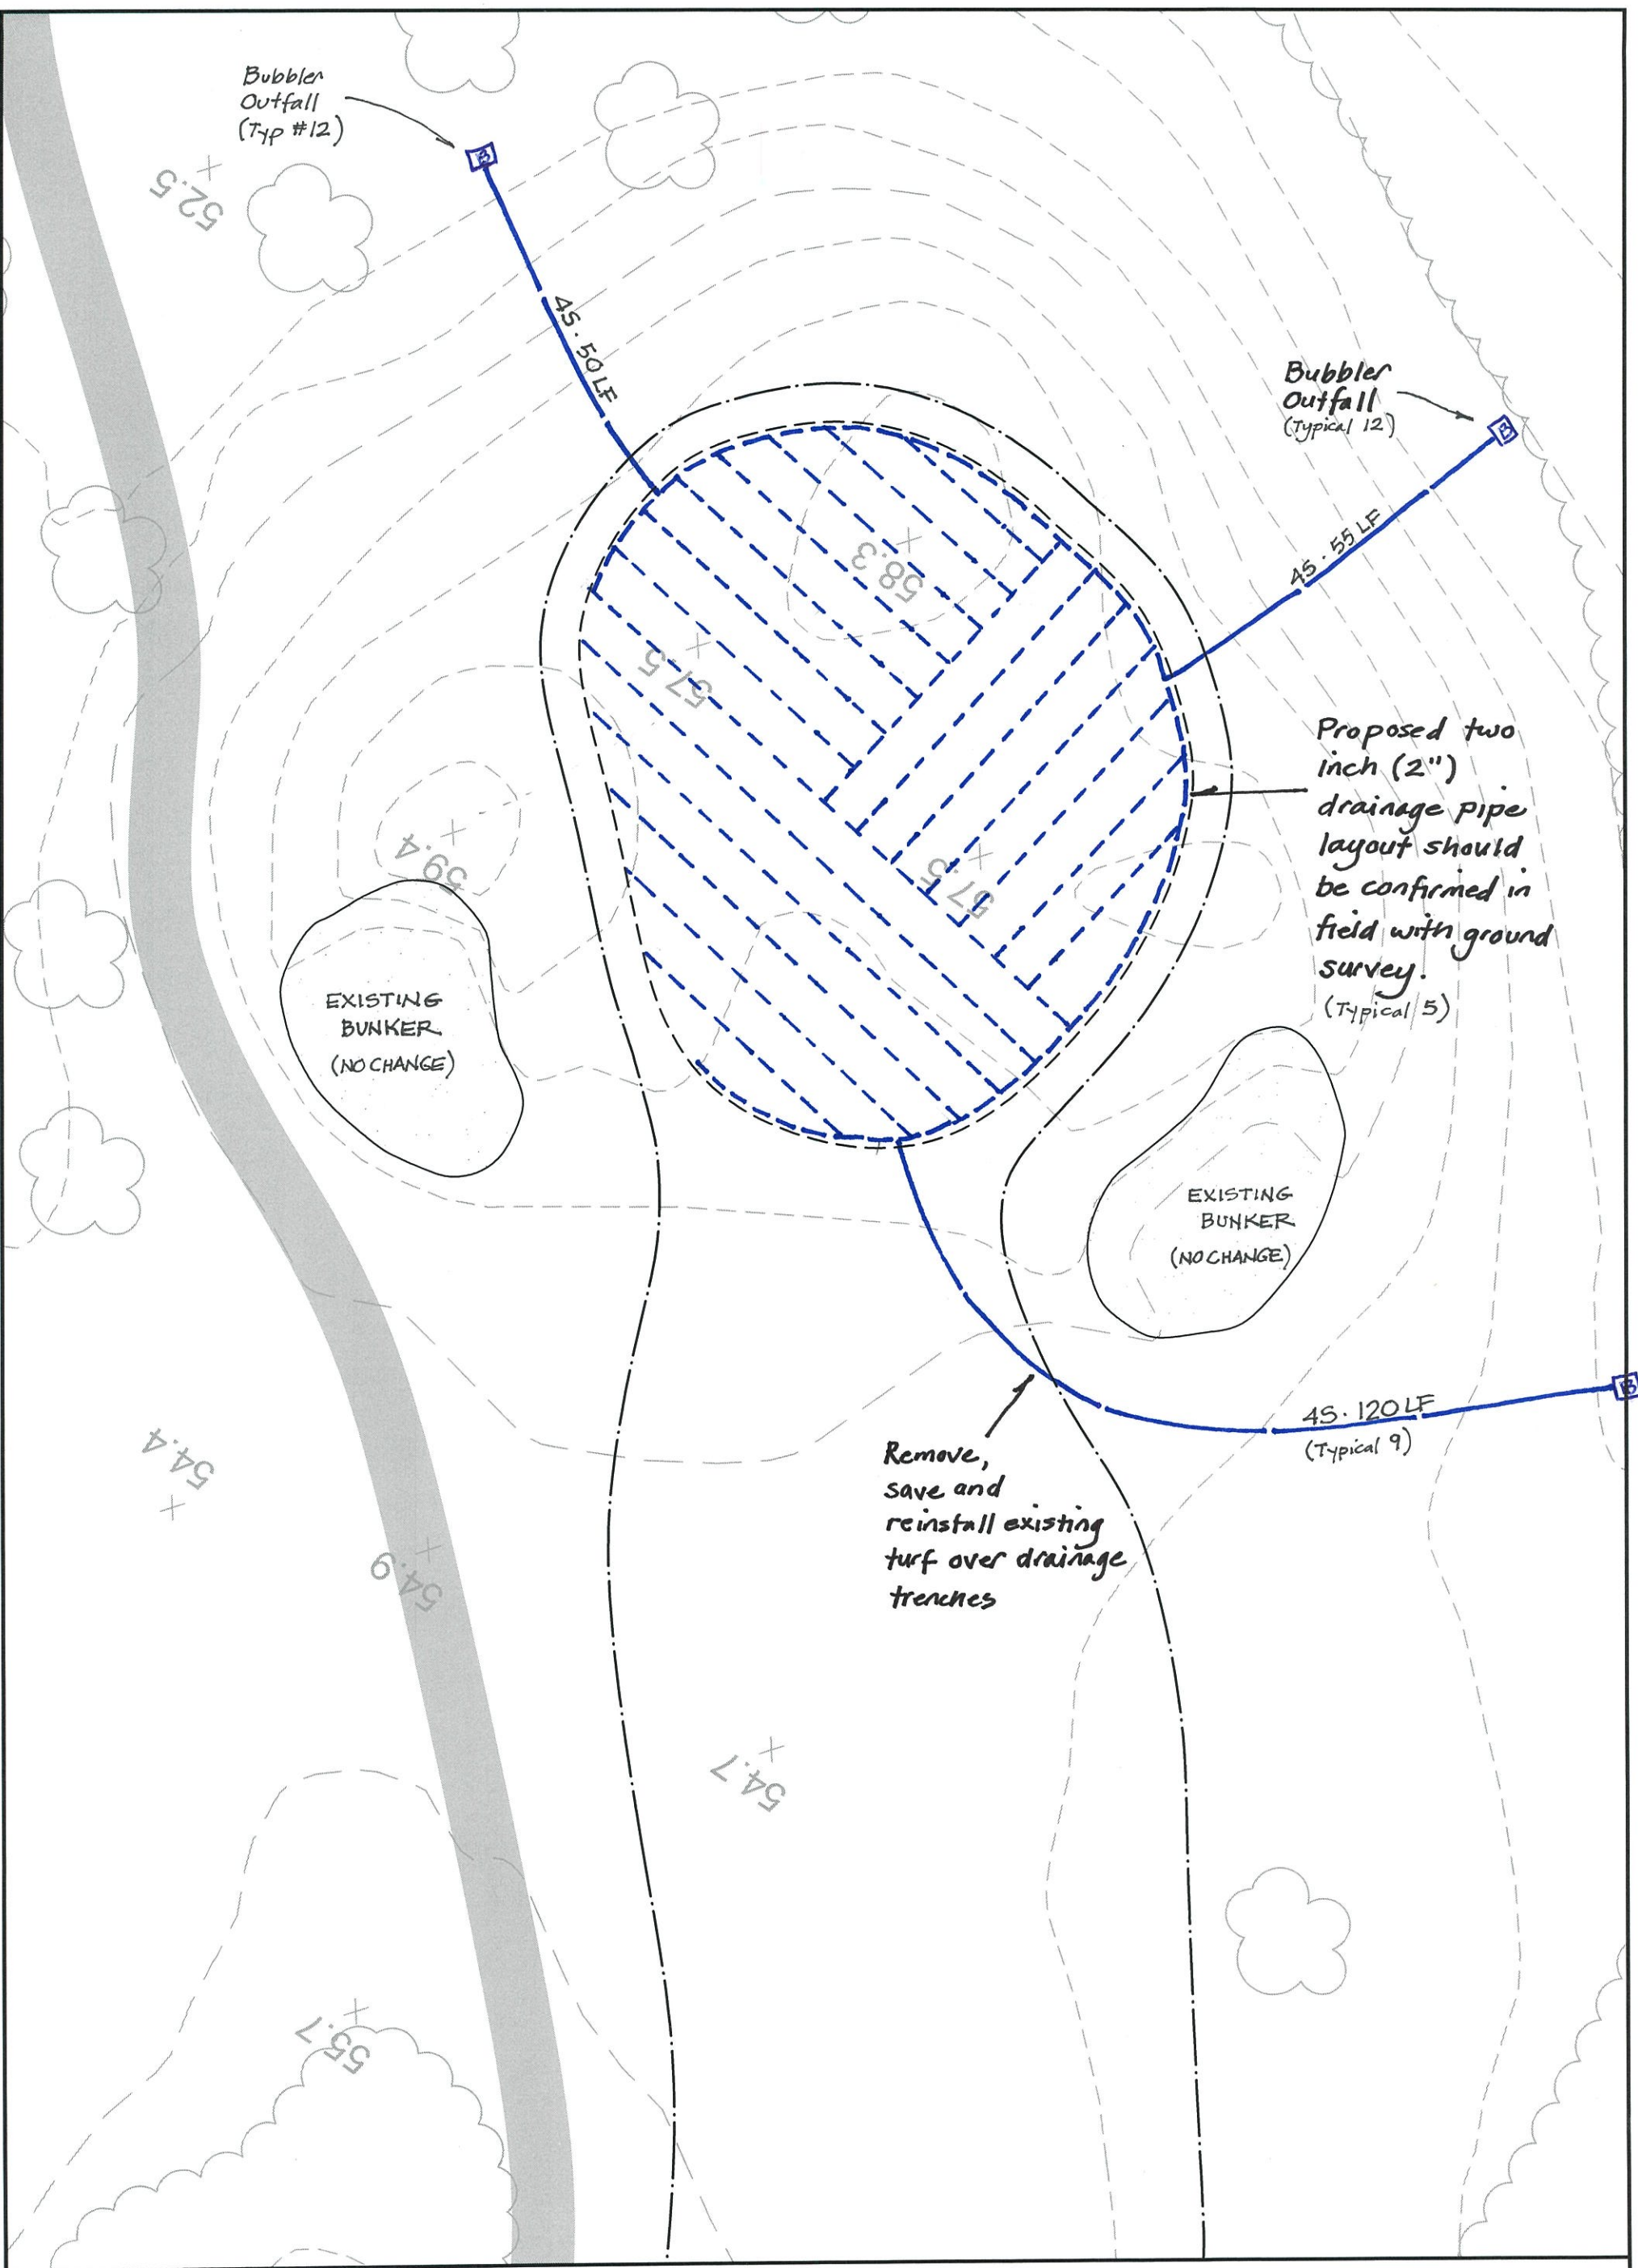 Bubbler
Outfall
(Typ #12)
B
52.5
4S · 50 LF
Bubbler
Outfall
(Typical 12)
B
4S · 55 LF
58.3
57.5
Proposed two
inch (2")
drainage pipe
layout should
be confirmed in
field with ground
survey.
(Typical 5)
59.4
57.5
EXISTING
BUNKER
(NO CHANGE)
EXISTING
BUNKER
(NO CHANGE)
B
4S · 120 LF
(Typical 9)
Remove,
save and
reinstall existing
turf over drainage
trenches
54.4
54.9
54.7
55.7